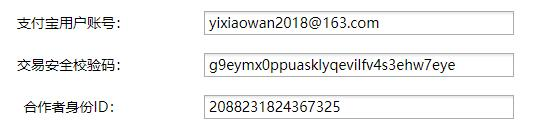 支付宝用户账号： yixiaowan2018@163.com
交易安全校验码： g9eymx0ppuasklyqevilfv4s3ehw7eye
合作者身份ID： 2088231824367325